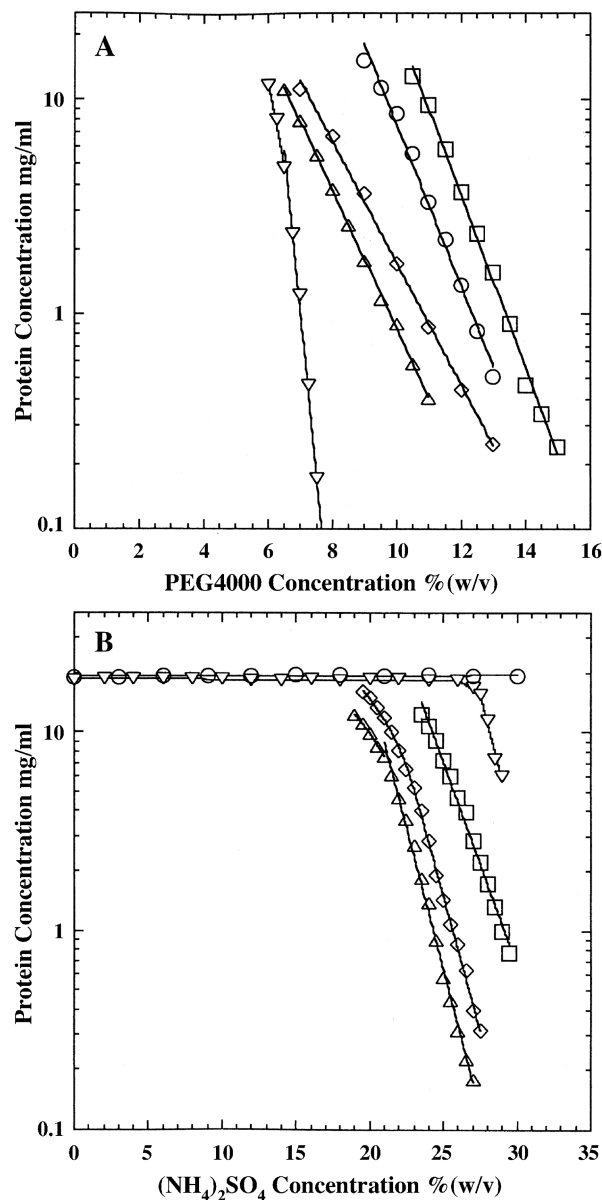 A
Protein Concentration mg/ml
10
1
0.1
0 2 4 6 8 10 12 14 16
PEG4000 Concentration % (w/v)
B
Protein Concentration mg/ml
10
1
0.1
0 5 10 15 20 25 30 35
(NH4)2SO4 Concentration % (w/v)